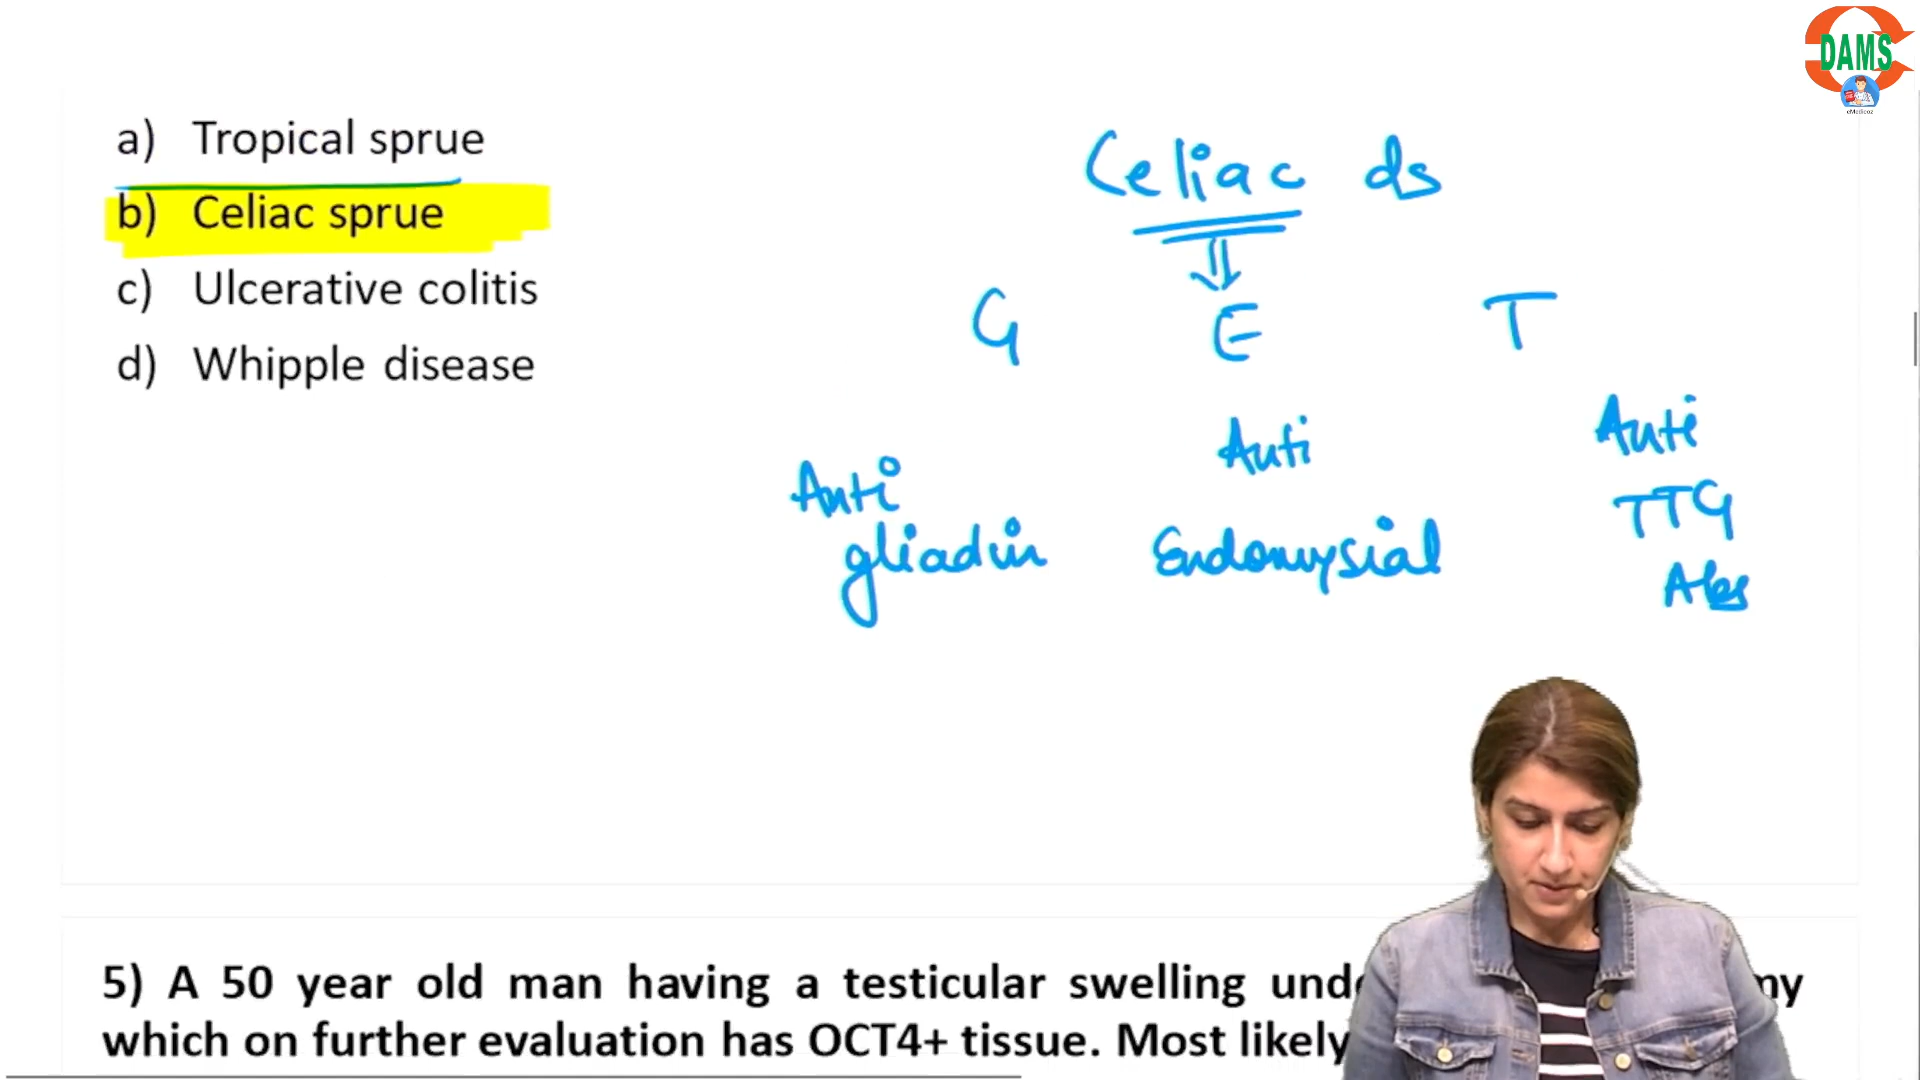 DAMS
eMedicoz
a) Tropical sprue
b) Celiac sprue
c) Ulcerative colitis
d) Whipple disease
Celiac ds
G E T
Anti gliadin
Anti Endomysial
Anti TTG Abs
5) A 50 year old man having a testicular swelling
which on further evaluation has OCT4+ tissue. Most likely